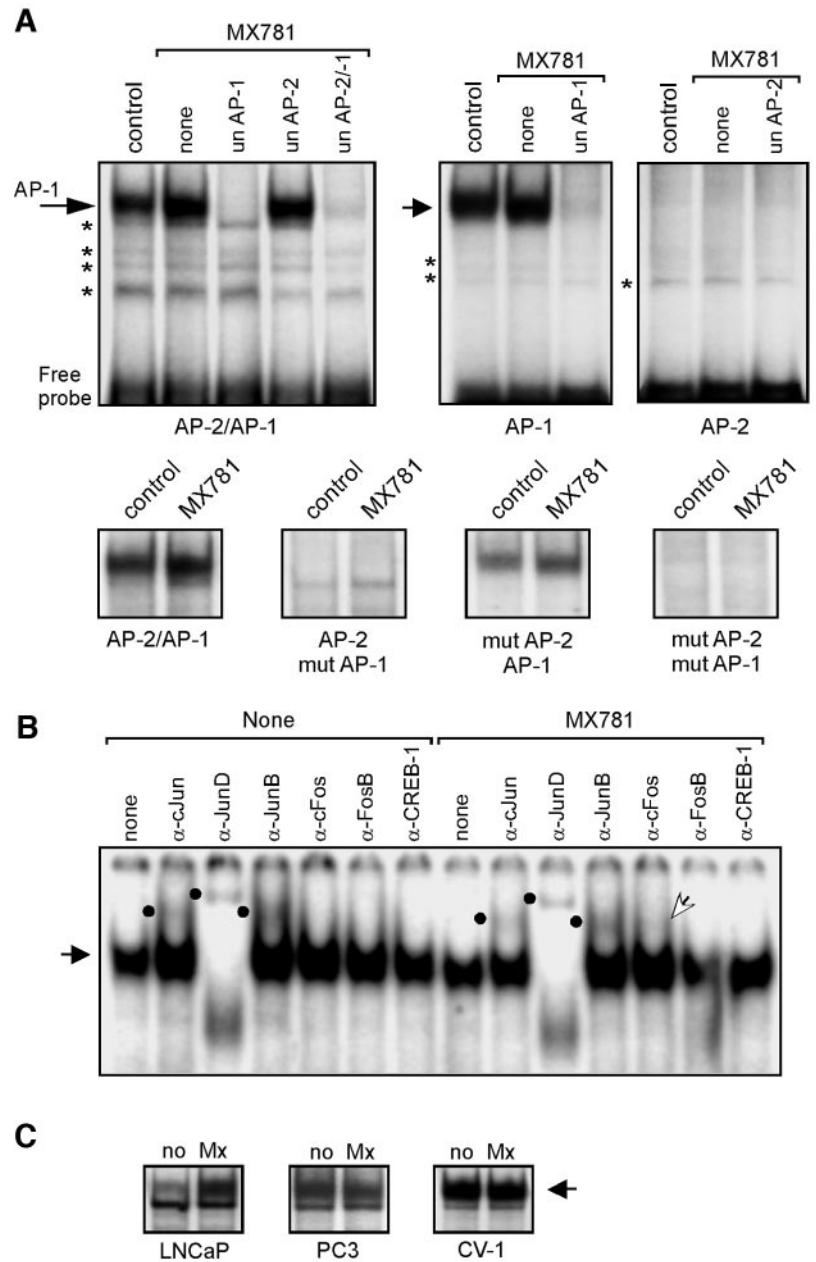 A
MX781
control
none
un AP-1
un AP-2
un AP-2/-1
MX781
control
none
un AP-1
MX781
control
none
un AP-2
AP-1
*
*
*
*
*
*
*
Free
probe
AP-2/AP-1
AP-1
AP-2
control
MX781
control
MX781
control
MX781
control
MX781
AP-2/AP-1
AP-2
mut AP-1
mut AP-2
AP-1
mut AP-2
mut AP-1
B
None
MX781
none
α-cJun
α-JunD
α-JunB
α-cFos
α-FosB
α-CREB-1
none
α-cJun
α-JunD
α-JunB
α-cFos
α-FosB
α-CREB-1
C
no Mx
no Mx
no Mx
LNCaP
PC3
CV-1